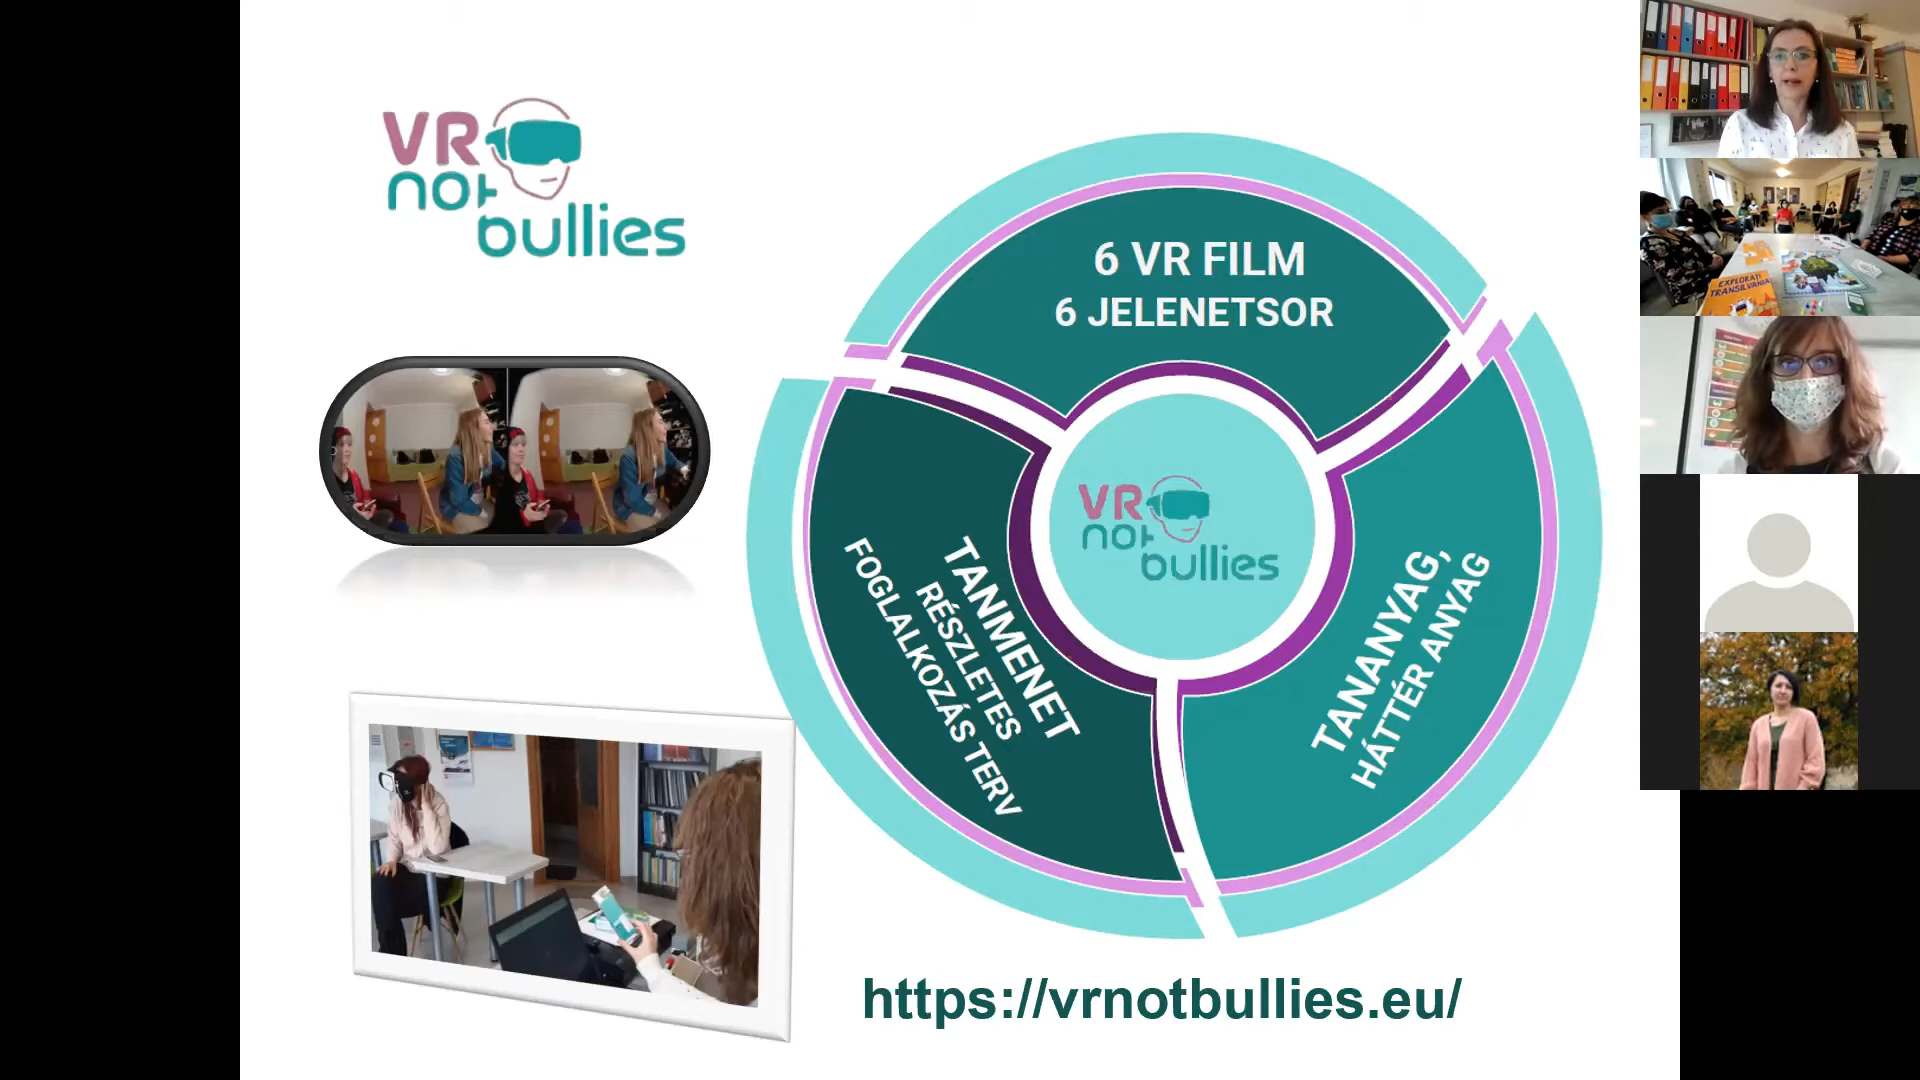 VR
not
bullies
6 VR FILM
6 JELENETSOR
TANMENET
RÉSZLETES
FOGLALKOZÁS TERV
VR
not
bullies
TANANYAG,
HÁTTÉR ANYAG
https://vrnotbullies.eu/
EXPLORAȚI
TRANSILVANIA